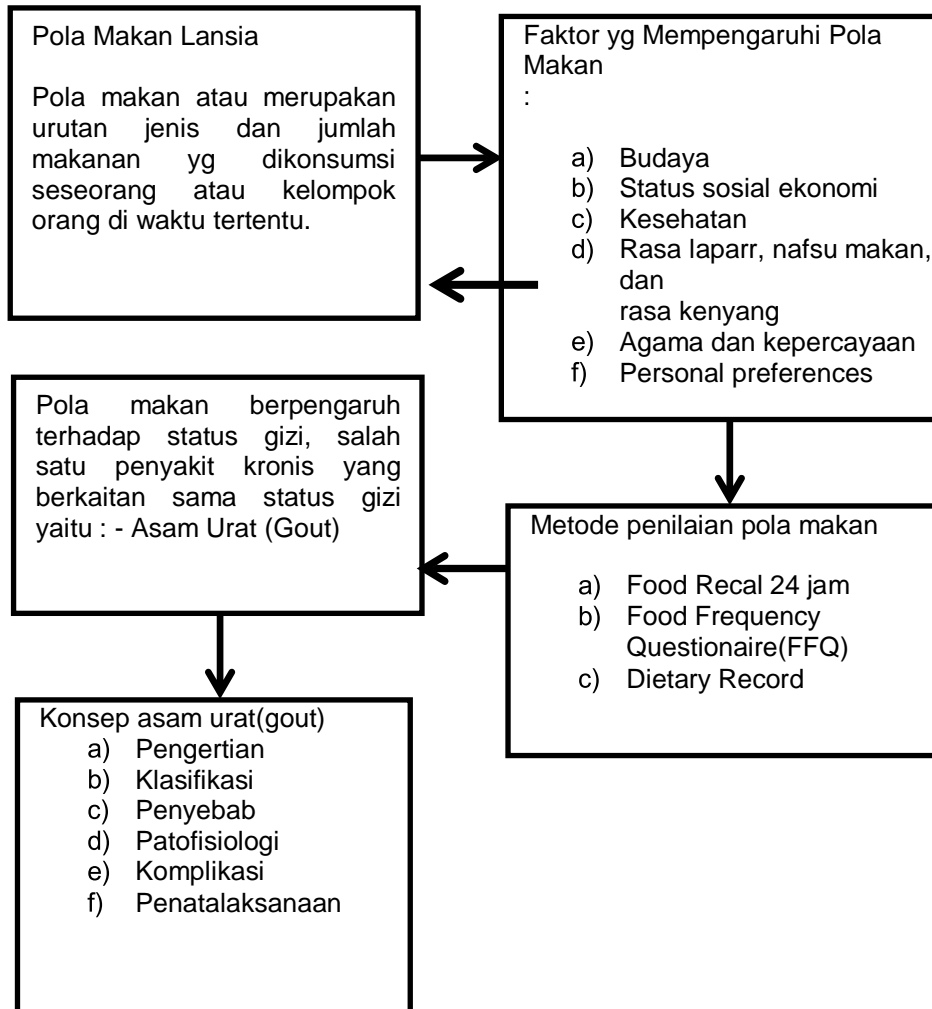 Pola Makan Lansia
Pola makan atau merupakan
urutan jenis dan jumlah
makanan yg dikonsumsi
seseorang atau kelompok
orang di waktu tertentu.
Faktor yg Mempengaruhi Pola
Makan
:
a) Budaya
b) Status sosial ekonomi
c) Kesehatan
d) Rasa laparr, nafsu makan,
dan
rasa kenyang
e) Agama dan kepercayaan
f) Personal preferences
Pola makan berpengaruh
terhadap status gizi, salah
satu penyakit kronis yang
berkaitan sama status gizi
yaitu : - Asam Urat (Gout)
Metode penilaian pola makan
a) Food Recal 24 jam
b) Food Frequency
Questionaire(FFQ)
c) Dietary Record
Konsep asam urat(gout)
a) Pengertian
b) Klasifikasi
c) Penyebab
d) Patofisiologi
e) Komplikasi
f) Penatalaksanaan